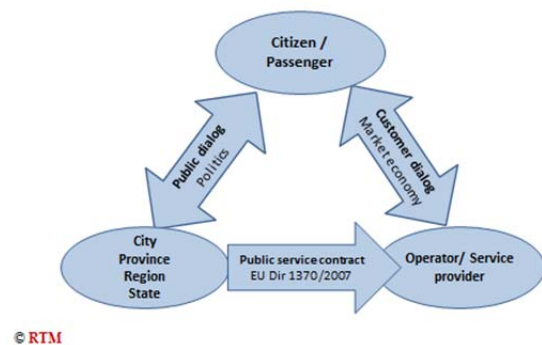 Citizen /
Passenger
Public dialog
Politics
Customer dialog
Market economy
City
Province
Region
State
Public service contract
EU Dir 1370/2007
Operator/ Service
provider
© RTM